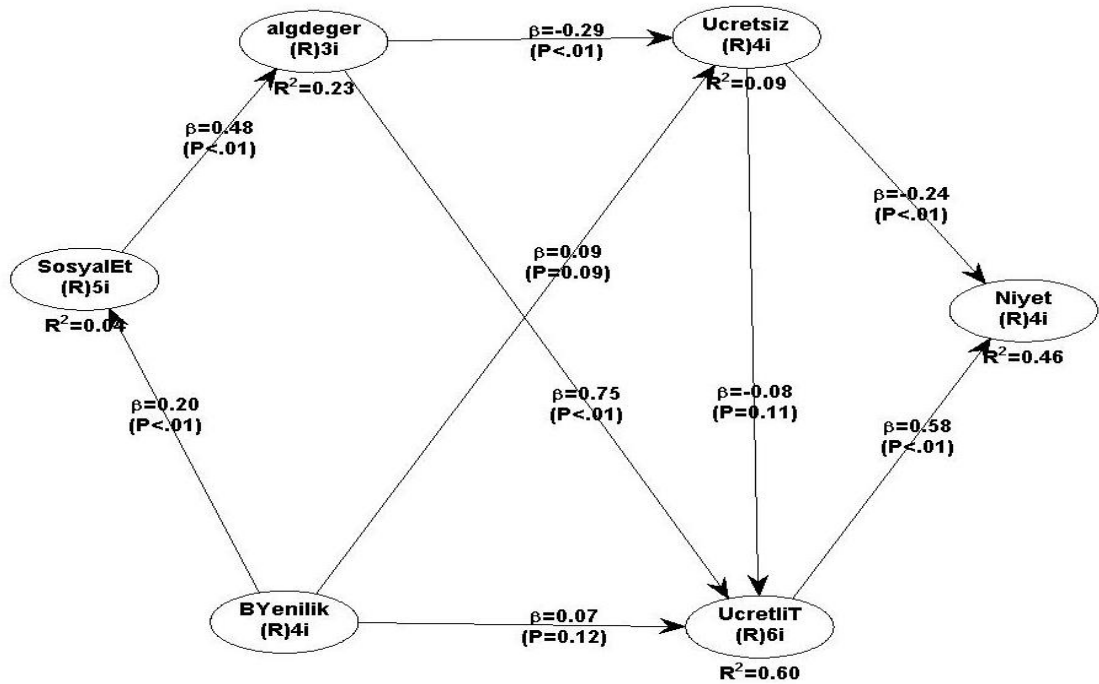 algdeger
(R)3i
R²=0.23
β=-0.29
(P<.01)
Ucretsiz
(R)4i
R²=0.09
β=0.48
(P<.01)
β=-0.24
(P<.01)
SosyalEt
(R)5i
R²=0.04
β=0.09
(P=0.09)
Niyet
(R)4i
R²=0.46
β=0.20
(P<.01)
β=0.75
(P<.01)
β=-0.08
(P=0.11)
β=0.58
(P<.01)
BYenilik
(R)4i
β=0.07
(P=0.12)
UcretliT
(R)6i
R²=0.60